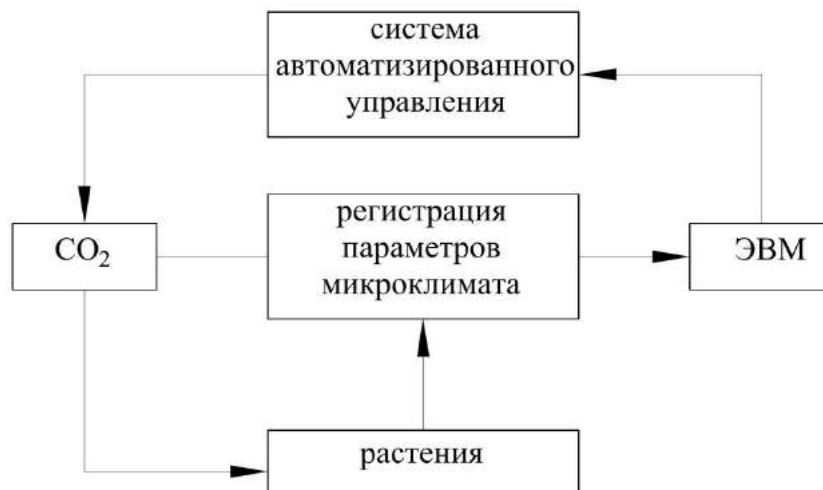 система
автоматизированного
управления
регистрация
параметров
микроклимата
CO₂
ЭВМ
растения